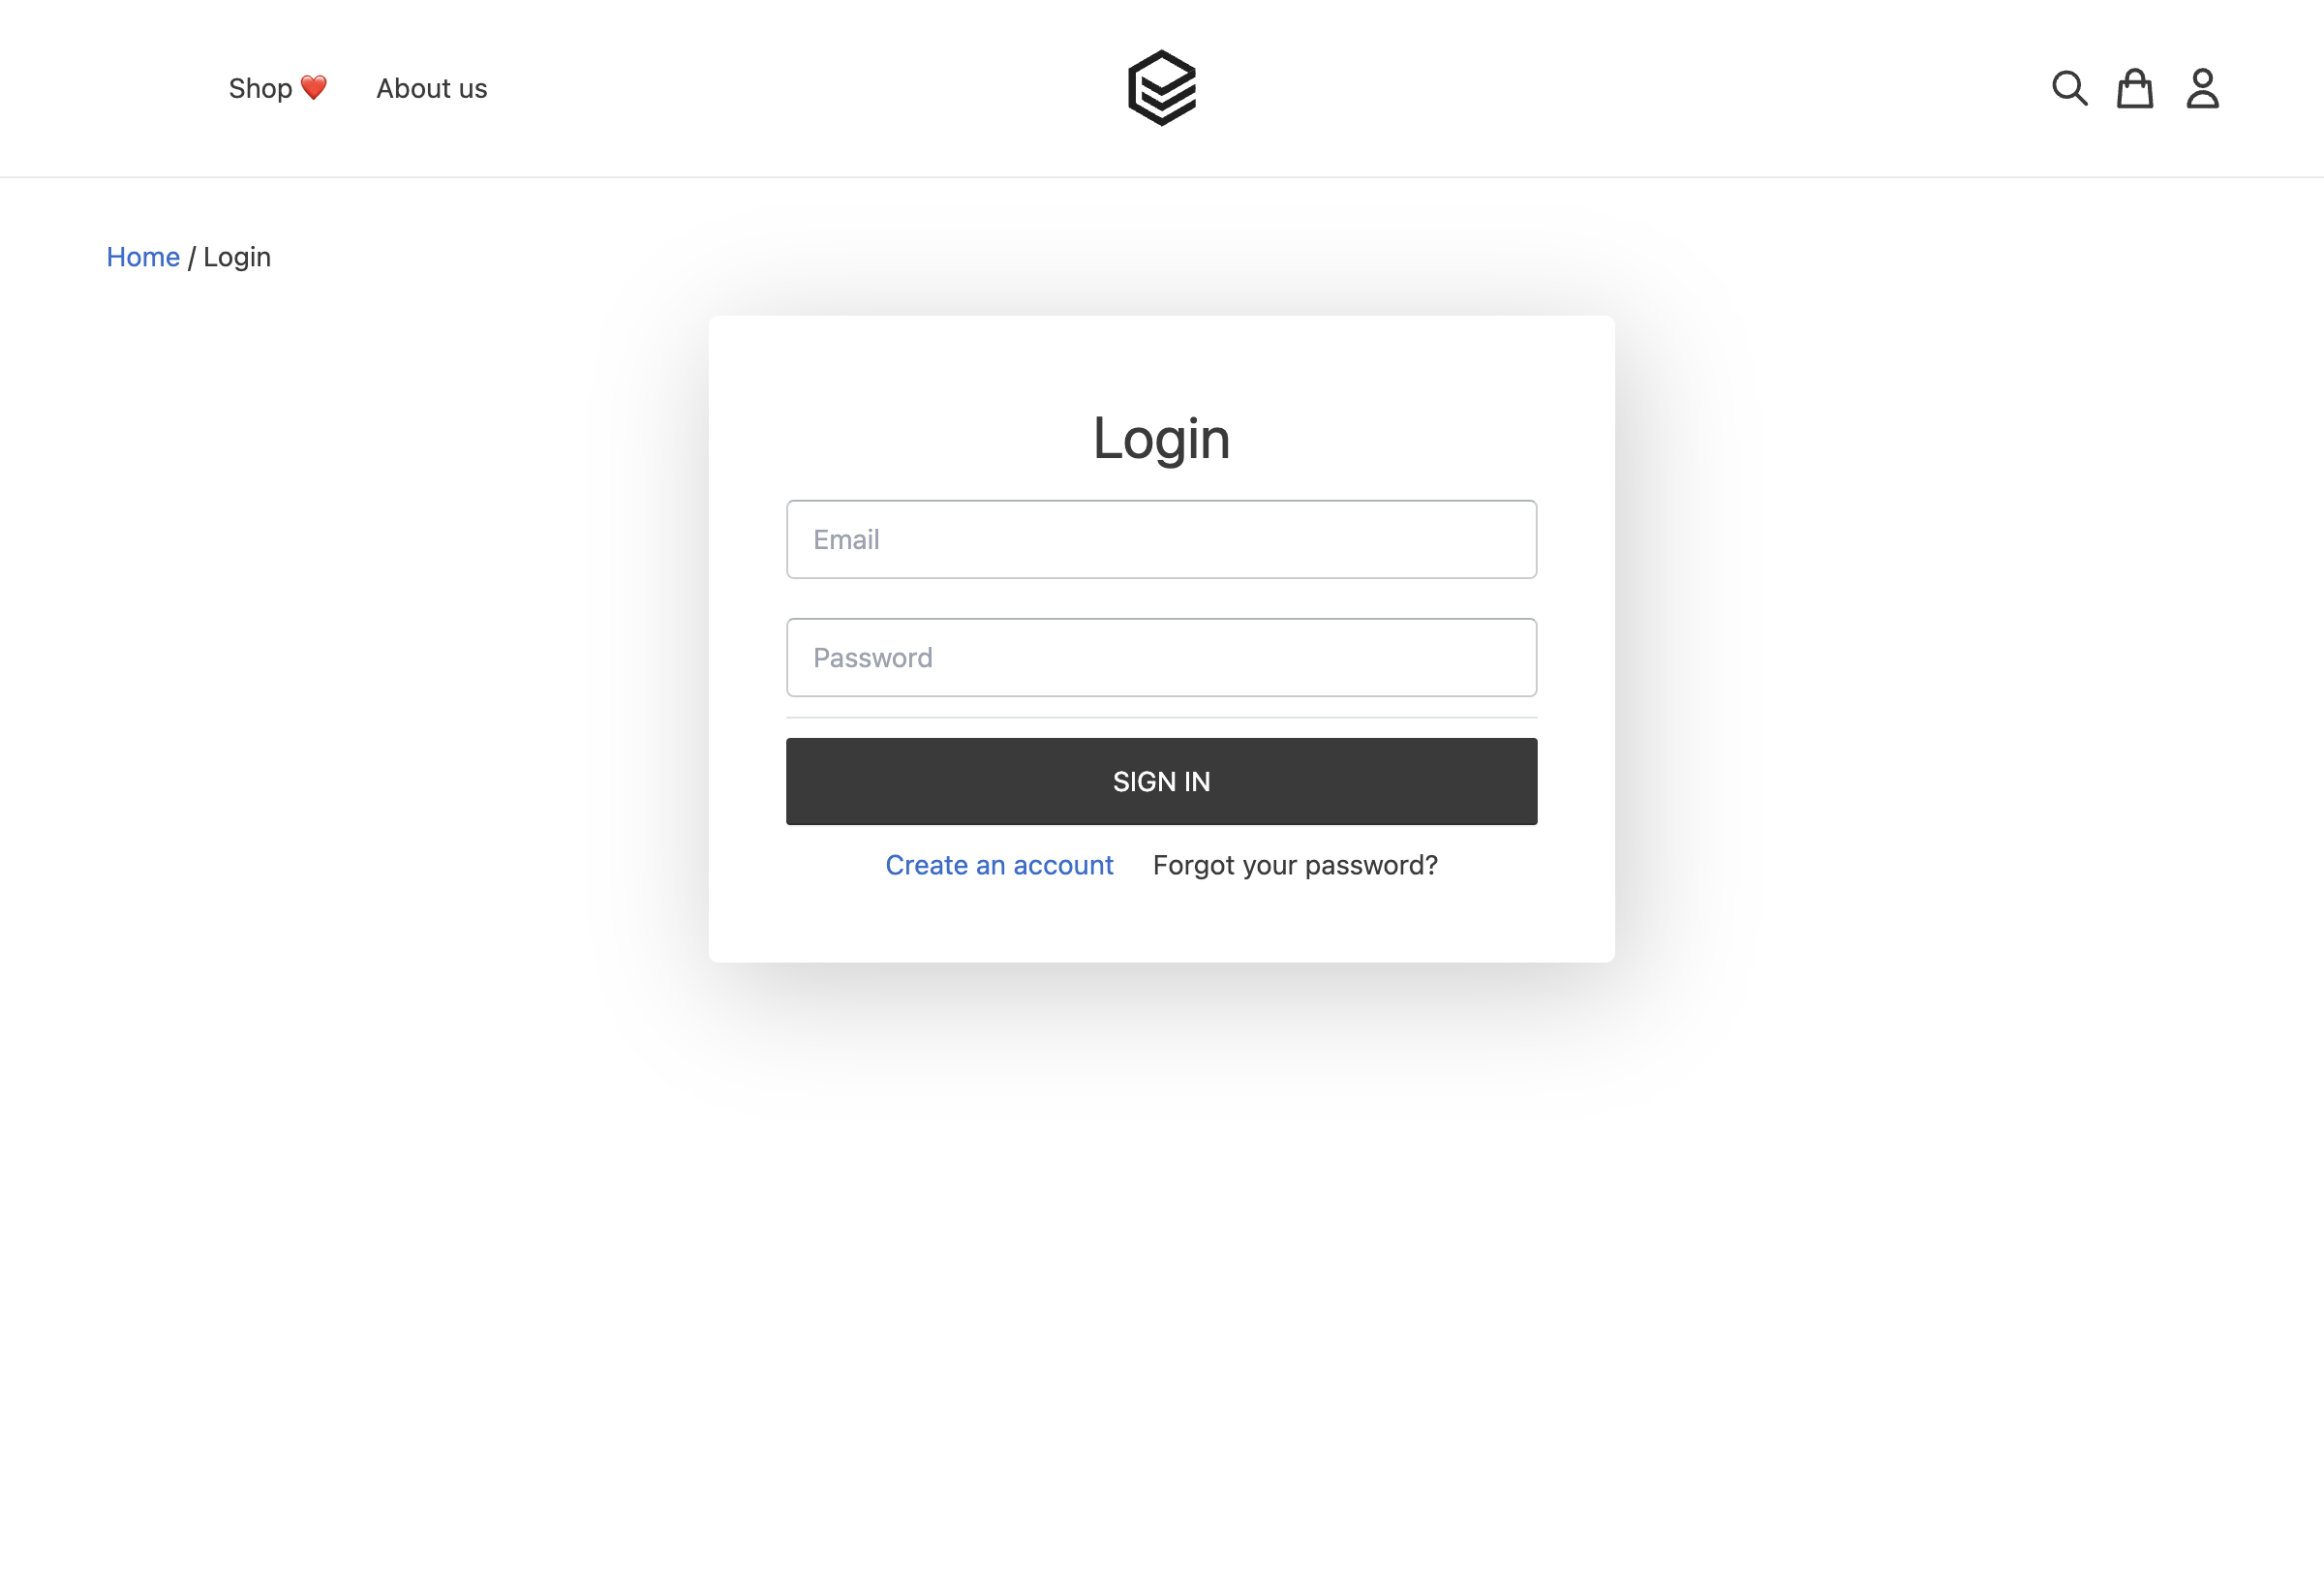 Shop ❤️ About us
Home / Login
Login
Email
Password
SIGN IN
Create an account Forgot your password?